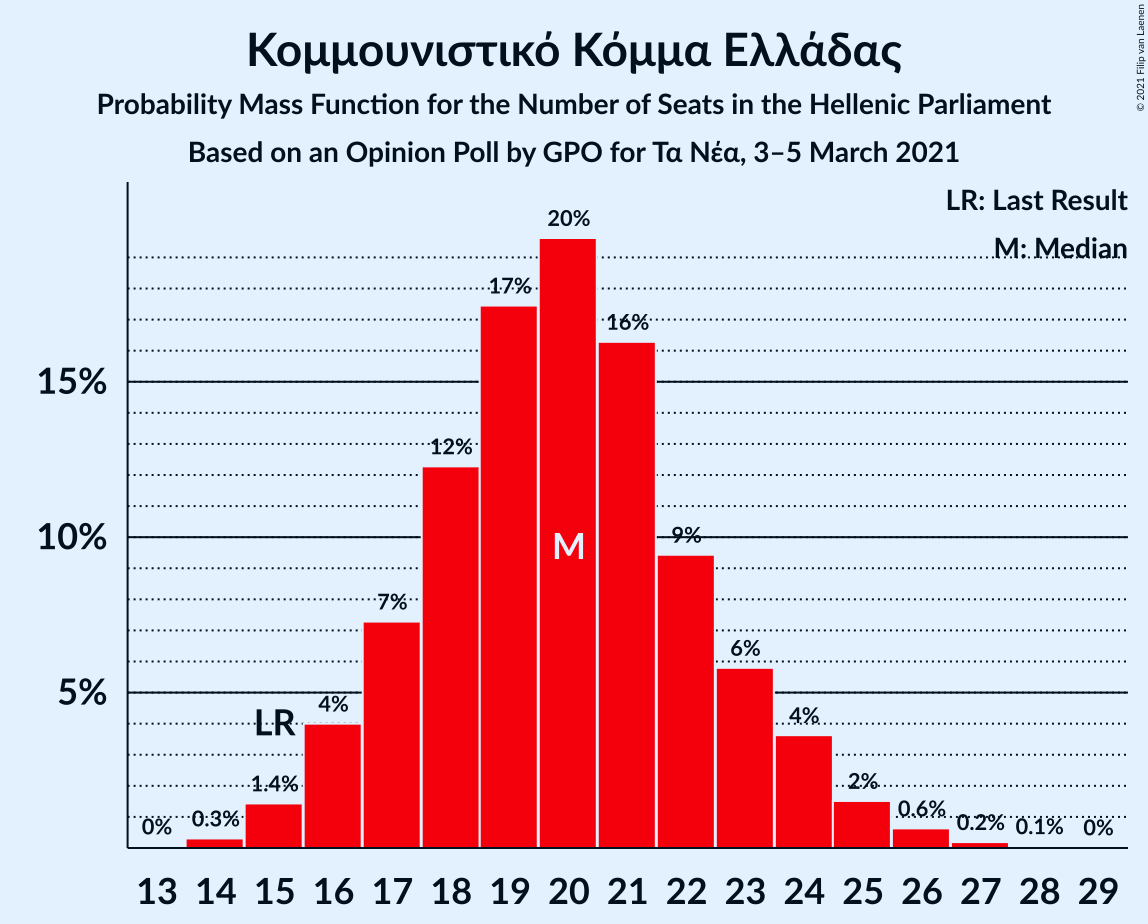 Κομμουνιστικό Κόμμα Ελλάδας
Probability Mass Function for the Number of Seats in the Hellenic Parliament
Based on an Opinion Poll by GPO for Τα Νέα, 3–5 March 2021
© 2021 Filip van Laenen
LR: Last Result
M: Median
20%
17%
16%
15%
12%
10%
9%
M
7%
6%
5%
4%
LR
4%
1.4%
2%
0%
0.3%
0.6%
0.2%
0.1%
0%
13 14 15 16 17 18 19 20 21 22 23 24 25 26 27 28 29